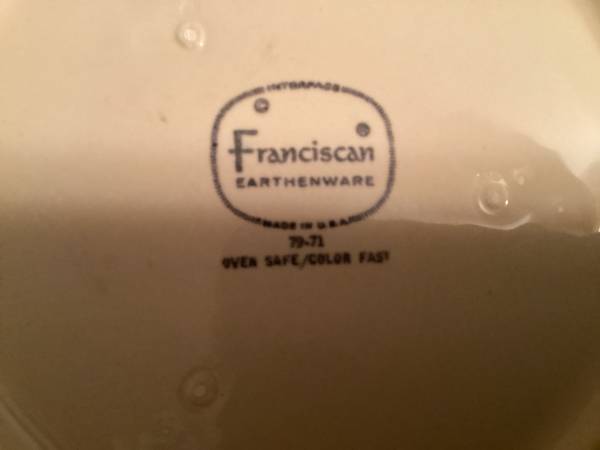 INTERPACE
©
®
Franciscan
EARTHENWARE
MADE IN U.S.A.
79-71
OVEN SAFE/COLOR FAST